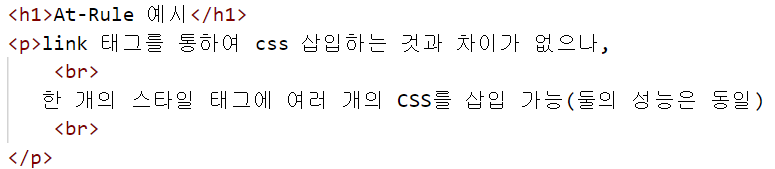 <h1>At-Rule 예시</h1>
<p>link 태그를 통하여 css 삽입하는 것과 차이가 없으나,
<br>
한 개의 스타일 태그에 여러 개의 CSS를 삽입 가능(둘의 성능은 동일)
<br>
</p>